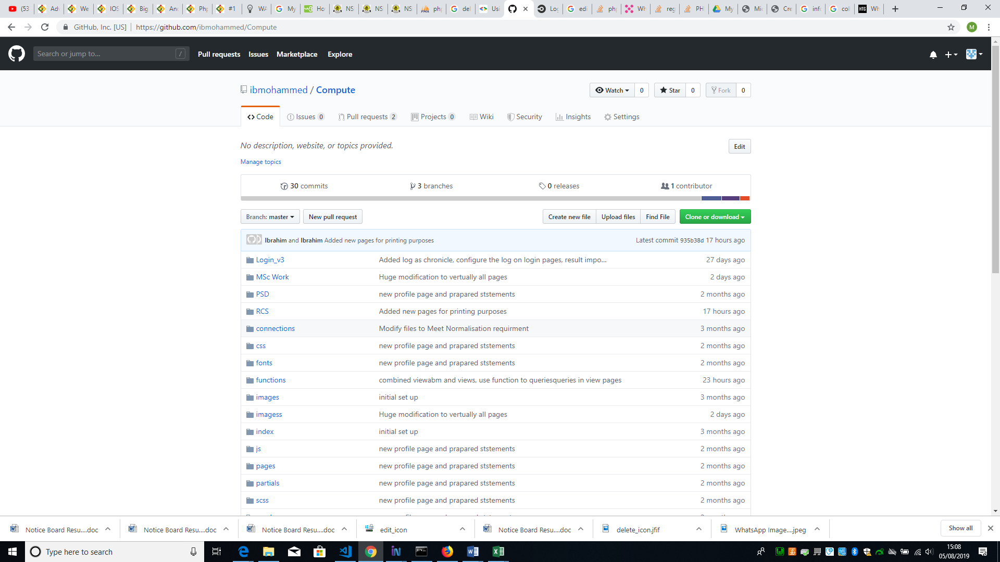 (53 Adv We IOS Big And Php #1 WA My Ho NS NS NS php del Usi Log edi php Wh reg PH My Mic Cre info col Wh
GitHub, Inc. [US] https://github.com/ibmohammed/Compute M
Search or jump to... / Pull requests Issues Marketplace Explore
ibmohammed / Compute Watch 0 Star 0 Fork 0
Code Issues 0 Pull requests 2 Projects 0 Wiki Security Insights Settings
No description, website, or topics provided. Edit
Manage topics
30 commits 3 branches 0 releases 1 contributor
Branch: master New pull request Create new file Upload files Find File Clone or download
Ibrahim and Ibrahim Added new pages for printing purposes Latest commit 935b38d 17 hours ago
Login_v3 Added log as chronicle, configure the log on login pages, result impo... 27 days ago
MSc Work Huge modification to vertually all pages 2 days ago
PSD new profile page and prapared ststements 2 months ago
RCS Added new pages for printing purposes 17 hours ago
connections Modify files to Meet Normalisation requirment 3 months ago
css new profile page and prapared ststements 2 months ago
fonts new profile page and prapared ststements 2 months ago
functions combined viewabm and views, use function to queriesqueries in view pages 23 hours ago
images initial set up 3 months ago
imagess Huge modification to vertually all pages 2 days ago
index initial set up 3 months ago
js new profile page and prapared ststements 2 months ago
pages new profile page and prapared ststements 2 months ago
partials new profile page and prapared ststements 2 months ago
scss new profile page and prapared ststements 2 months ago
Notice Board Resu....doc Notice Board Resu....doc Notice Board Resu....doc edit_icon Notice Board Resu....doc delete_icon.jfif WhatsApp Image....jpeg Show all
Type here to search 15:08
05/08/2019